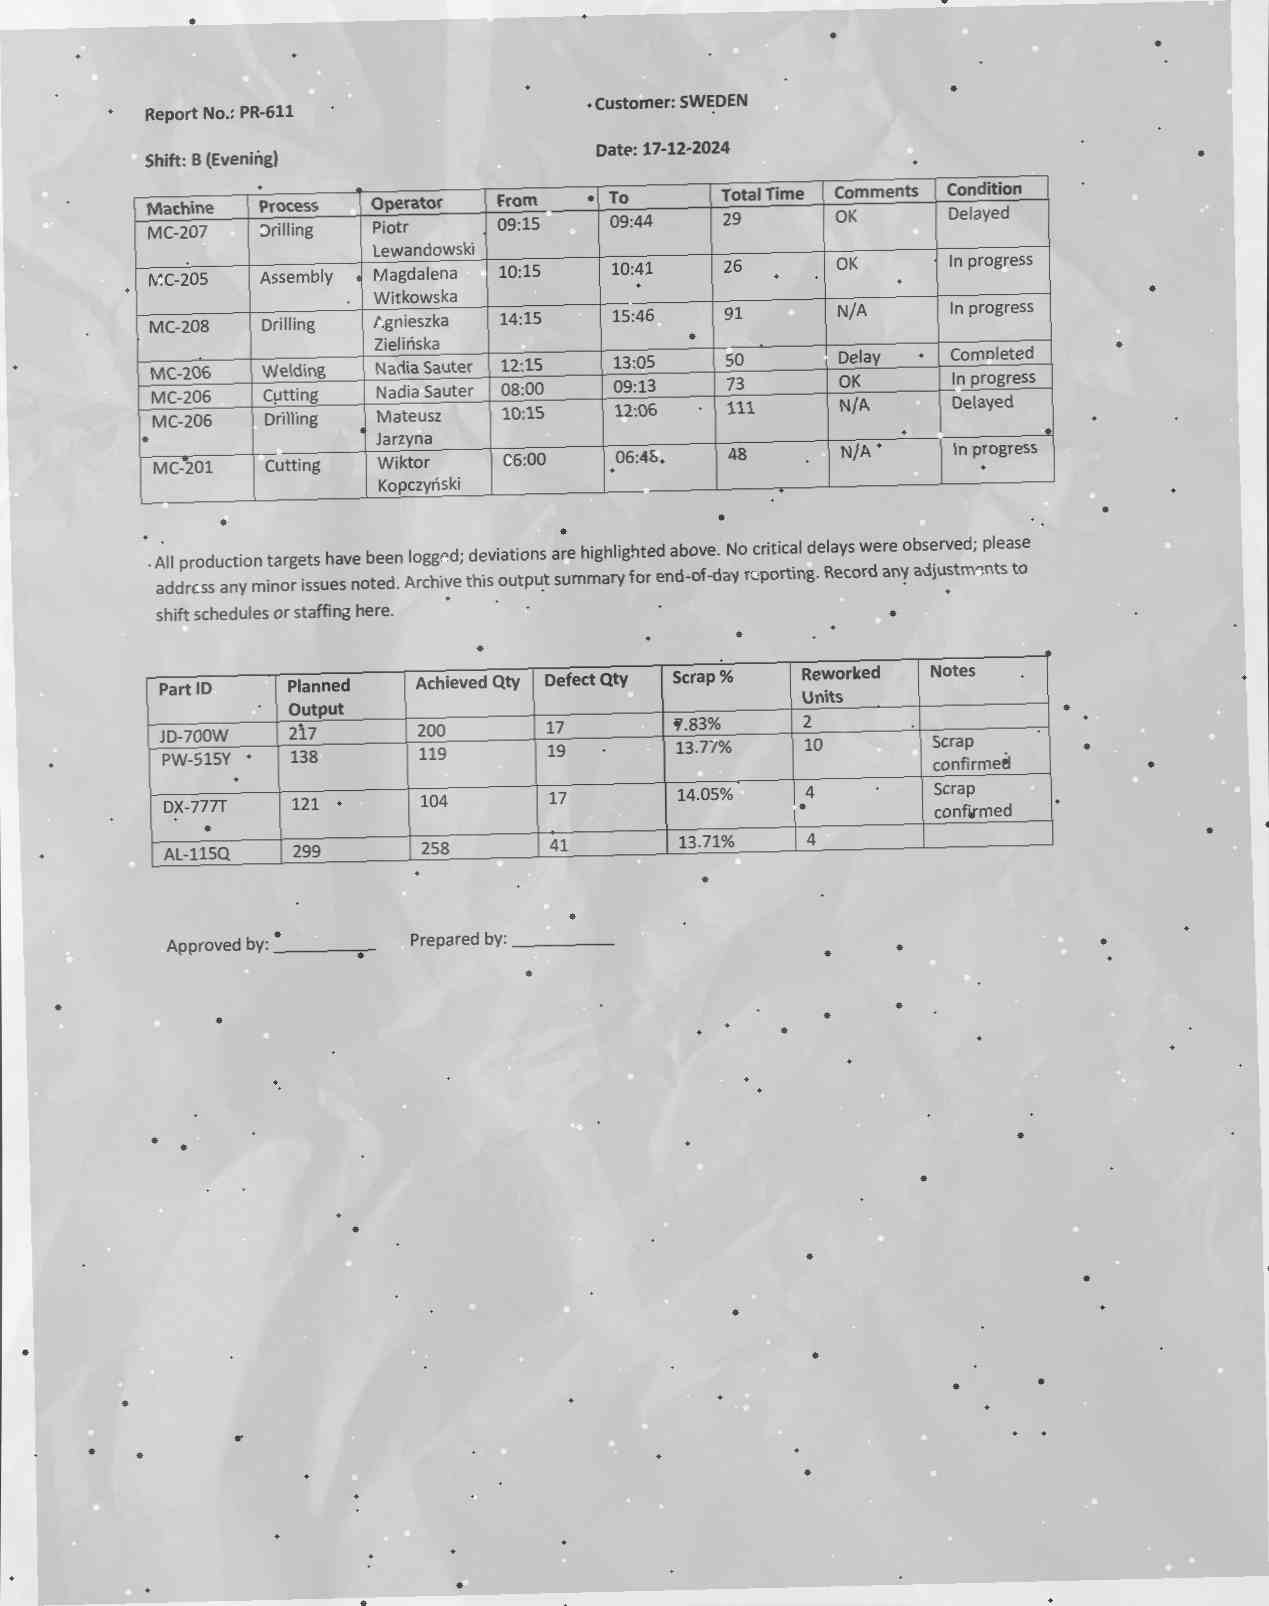 Report No.: PR-611
Customer: SWEDEN
Shift: B (Evening)
Date: 17-12-2024
Machine Process Operator From To Total Time Comments Condition
MC-207 Drilling Piotr Lewandowski 09:15 09:44 29 OK Delayed
MC-205 Assembly Magdalena Witkowska 10:15 10:41 26 OK In progress
MC-208 Drilling Agnieszka Zielińska 14:15 15:46 91 N/A In progress
MC-206 Welding Nadia Sauter 12:15 13:05 50 Delay Completed
MC-206 Cutting Nadia Sauter 08:00 09:13 73 OK In progress
MC-206 Drilling Mateusz Jarzyna 10:15 12:06 111 N/A Delayed
MC-201 Cutting Wiktor Kopczyński 06:00 06:48 48 N/A In progress
All production targets have been logged; deviations are highlighted above. No critical delays were observed; please
address any minor issues noted. Archive this output summary for end-of-day reporting. Record any adjustments to
shift schedules or staffing here.
Part ID Planned Output Achieved Qty Defect Qty Scrap % Reworked Units Notes
JD-700W 217 200 17 7.83% 2
PW-515Y 138 119 19 13.77% 10 Scrap confirmed
DX-777T 121 104 17 14.05% 4 Scrap confirmed
AL-115Q 299 258 41 13.71% 4
Approved by: __________ Prepared by: __________